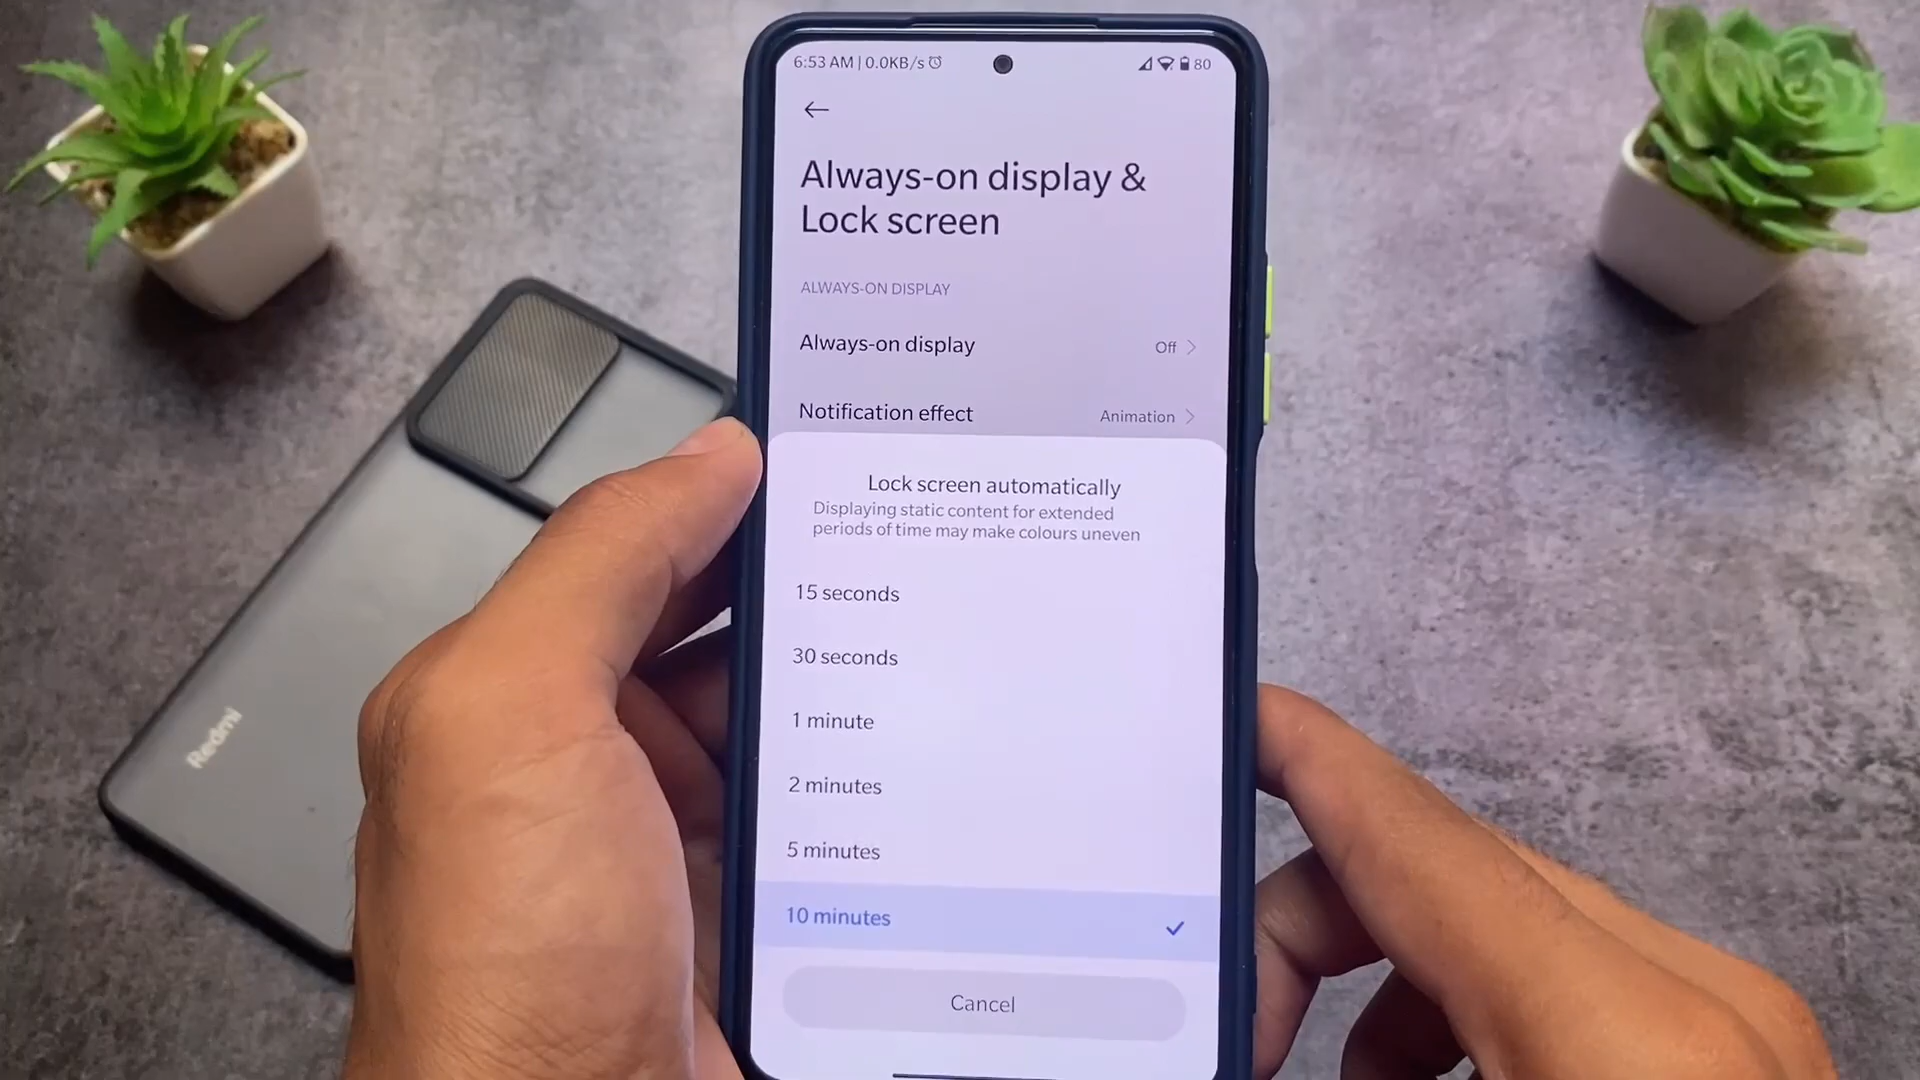 6:53 AM | 0.0KB/s
80
Always-on display &
Lock screen
ALWAYS-ON DISPLAY
Always-on display
Off
Notification effect
Animation
Lock screen automatically
Displaying static content for extended
periods of time may make colours uneven
15 seconds
30 seconds
1 minute
2 minutes
5 minutes
10 minutes
Cancel
Redmi